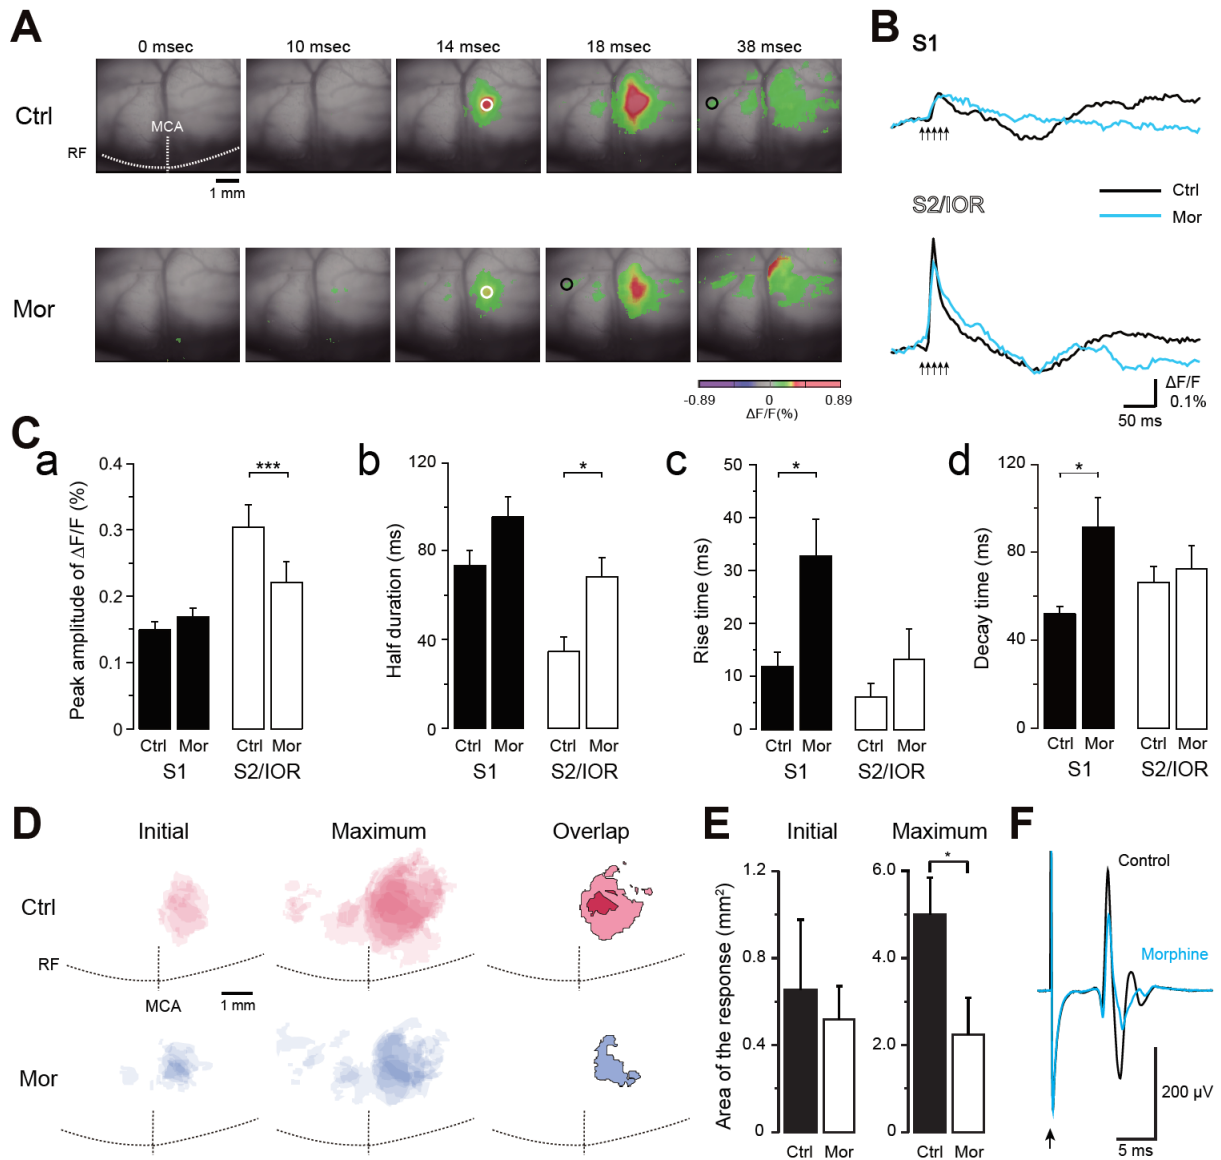 A
0 msec 10 msec 14 msec 18 msec 38 msec
Ctrl
MCA
RF
1 mm
Mor
-0.89 0 0.89
ΔF/F(%)
B S1
Ctrl
Mor
S2/IOR
ΔF/F
0.1%
50 ms
C
a
Peak amplitude of ΔF/F (%)
0.4
0.3
0.2
0.1
0
***
Ctrl Mor Ctrl Mor
S1 S2/IOR
b
Half duration (ms)
120
80
40
0
*
Ctrl Mor Ctrl Mor
S1 S2/IOR
c
Rise time (ms)
50
40
30
20
10
0
*
Ctrl Mor Ctrl Mor
S1 S2/IOR
d
Decay time (ms)
120
80
40
0
*
Ctrl Mor Ctrl Mor
S1 S2/IOR
D
Initial Maximum Overlap
Ctrl
RF
MCA
1 mm
Mor
E
Initial Maximum
Area of the response (mm²)
1.2
0.8
0.4
0
Ctrl Mor
6.0
4.0
2.0
0
*
Ctrl Mor
F
Control
Morphine
200 µV
5 ms